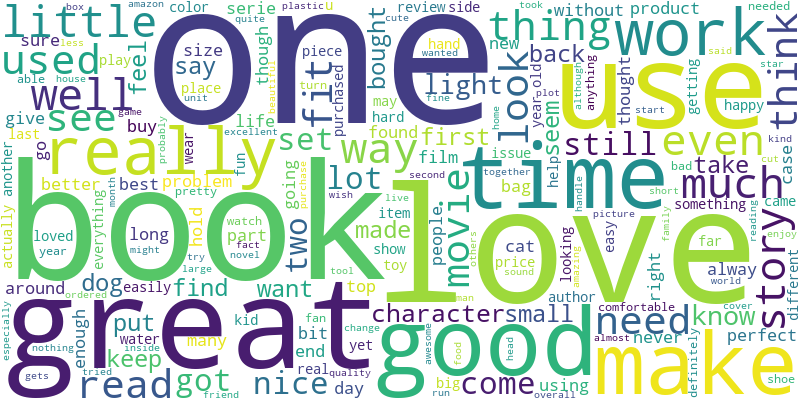 one
book
love
great
use
time
good
make
really
work
little
thing
used
well
see
way
even
much
story
think
look
movie
read
got
nice
come
need
still
set
fit
lot
light
back
bought
feel
say
sure
size
color
serie
though
piece
purchased
review
side
hand
u
without
product
needed
new
year old
thought
getting
happy
amazon
box
less
play
able
house
place
unit
turn
plastic
cute
quite
took
wanted
fine
may
hard
found
first
film
issue
bag
seem
help
plot
although
anything
start
said
star
kind
case
give
last
buy
game
life
beautiful
probably
wear
excellent
fun
problem
go
another
actually
better
best
pretty
hold
everything
month
going
wish
second
together
home
take
bad
short
cut
something
came
reading
enjoy
different
loved
year
long
might
watch
part
fact
novel
try
large
two
made
item
live
show
toy
tool
people
others
cat
price
sound
looking
easy
picture
amazing
family
right
far
alway
world
around
ordered
dog
easily
find
want
top
character
small
author
man
comfortable
cover
know
perfect
especially
nothing
tried
gets
enough
put
water
keep
inside
many
kid
friend
fan
bit
end
real
quality
change
yet
day
awesome
food
big
run
head
overall
using
handle
almost
never
definitely
shoe
purchase